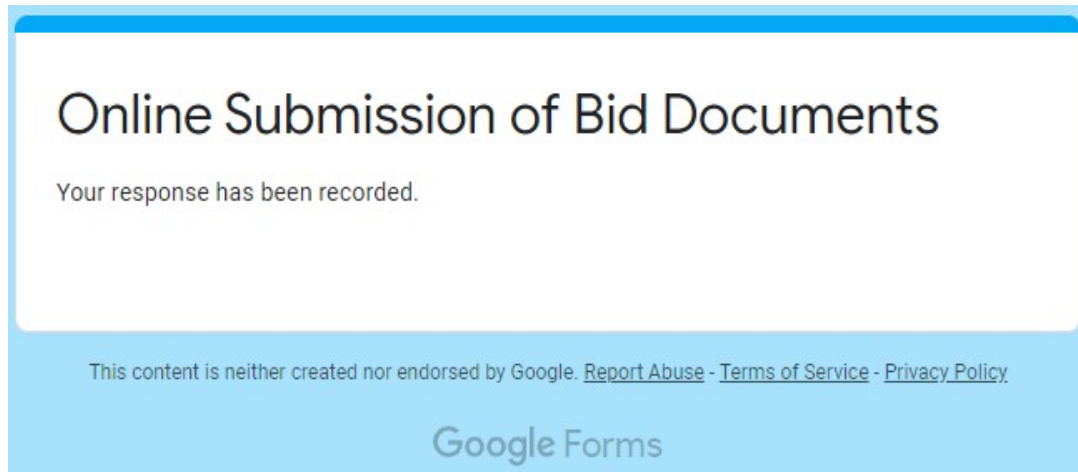 Online Submission of Bid Documents
Your response has been recorded.
This content is neither created nor endorsed by Google. Report Abuse - Terms of Service - Privacy Policy
Google Forms